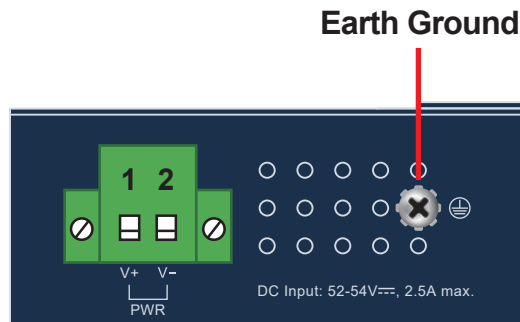 Earth Ground
1 2
V+ V−
PWR
DC Input: 52-54V⎓, 2.5A max.